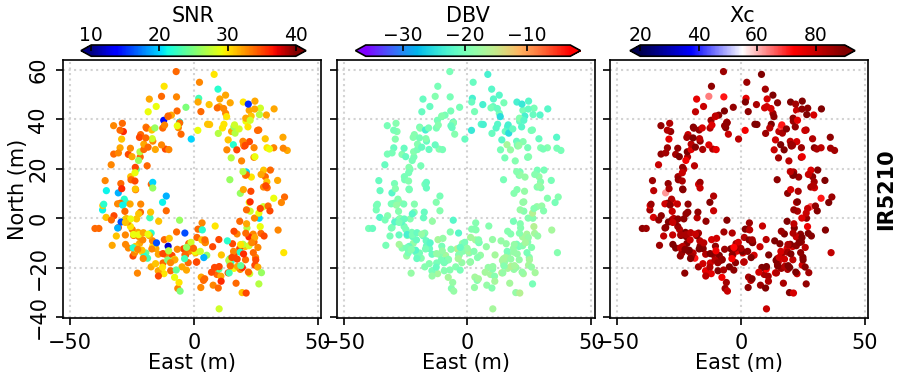 SNR DBV Xc
10 20 30 40 −30 −20 −10 20 40 60 80
60
40
20
0
−20
−40
North (m)
IR5210
−50 0 50 −50 0 50 −50 0 50
East (m) East (m) East (m)